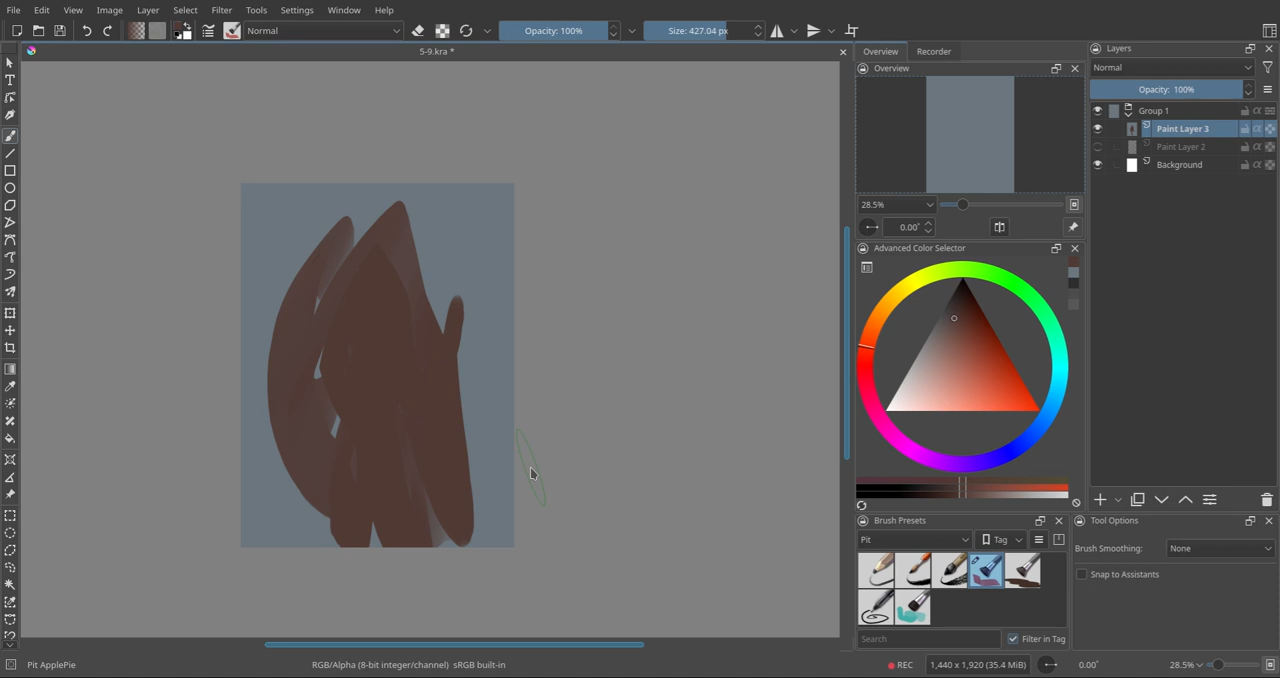 File Edit View Image Layer Select Filter Tools Settings Window Help
Normal
Opacity: 100%
Size: 427.04 px
5-9.kra *
Overview Recorder
Overview
28.5%
0.00°
Advanced Color Selector
Brush Presets
Pit
Tag
Search
Filter in Tag
Layers
Normal
Opacity: 100%
Group 1
Paint Layer 3
Paint Layer 2
Background
Tool Options
Brush Smoothing: None
Snap to Assistants
Pit ApplePie
RGB/Alpha (8-bit integer/channel) sRGB built-in
REC
1,440 x 1,920 (35.4 MiB)
0.00°
28.5%